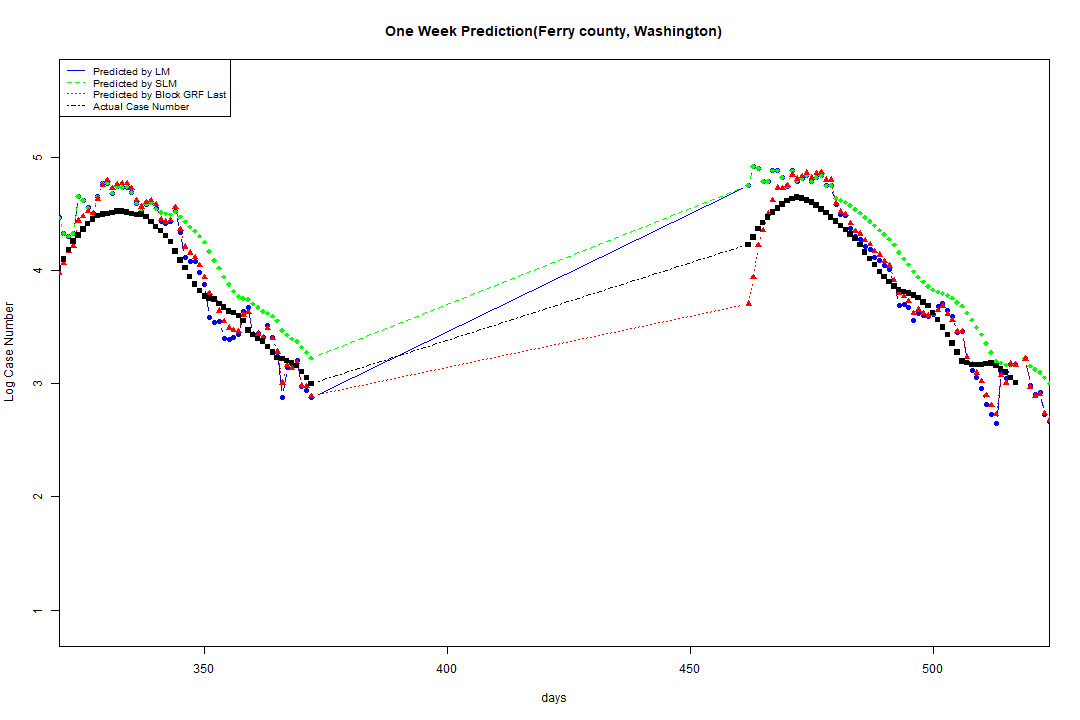 One Week Prediction(Ferry county, Washington)
Predicted by LM
Predicted by SLM
Predicted by Block GRF Last
Actual Case Number
5
4
3
2
1
Log Case Number
350
400
450
500
days